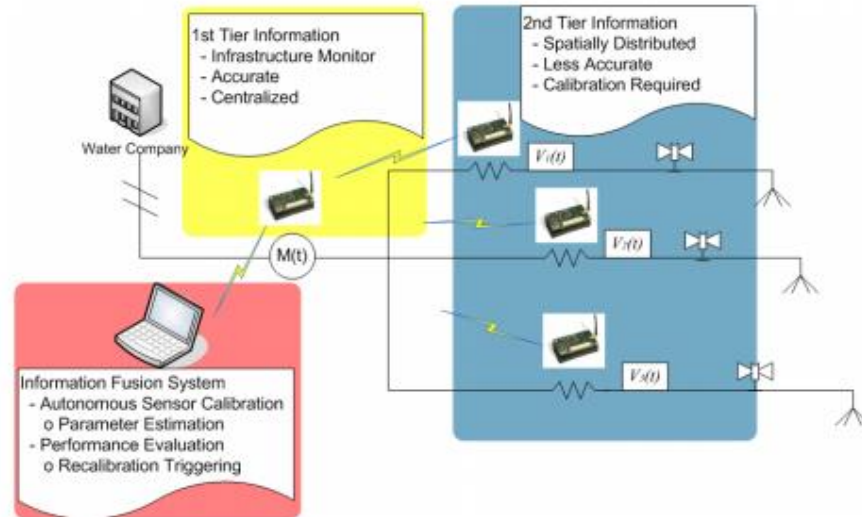 1st Tier Information
- Infrastructure Monitor
- Accurate
- Centralized
2nd Tier Information
- Spatially Distributed
- Less Accurate
- Calibration Required
Water Company
V₁(t)
V₂(t)
M(t)
V₃(t)
Information Fusion System
- Autonomous Sensor Calibration
o Parameter Estimation
- Performance Evaluation
o Recalibration Triggering